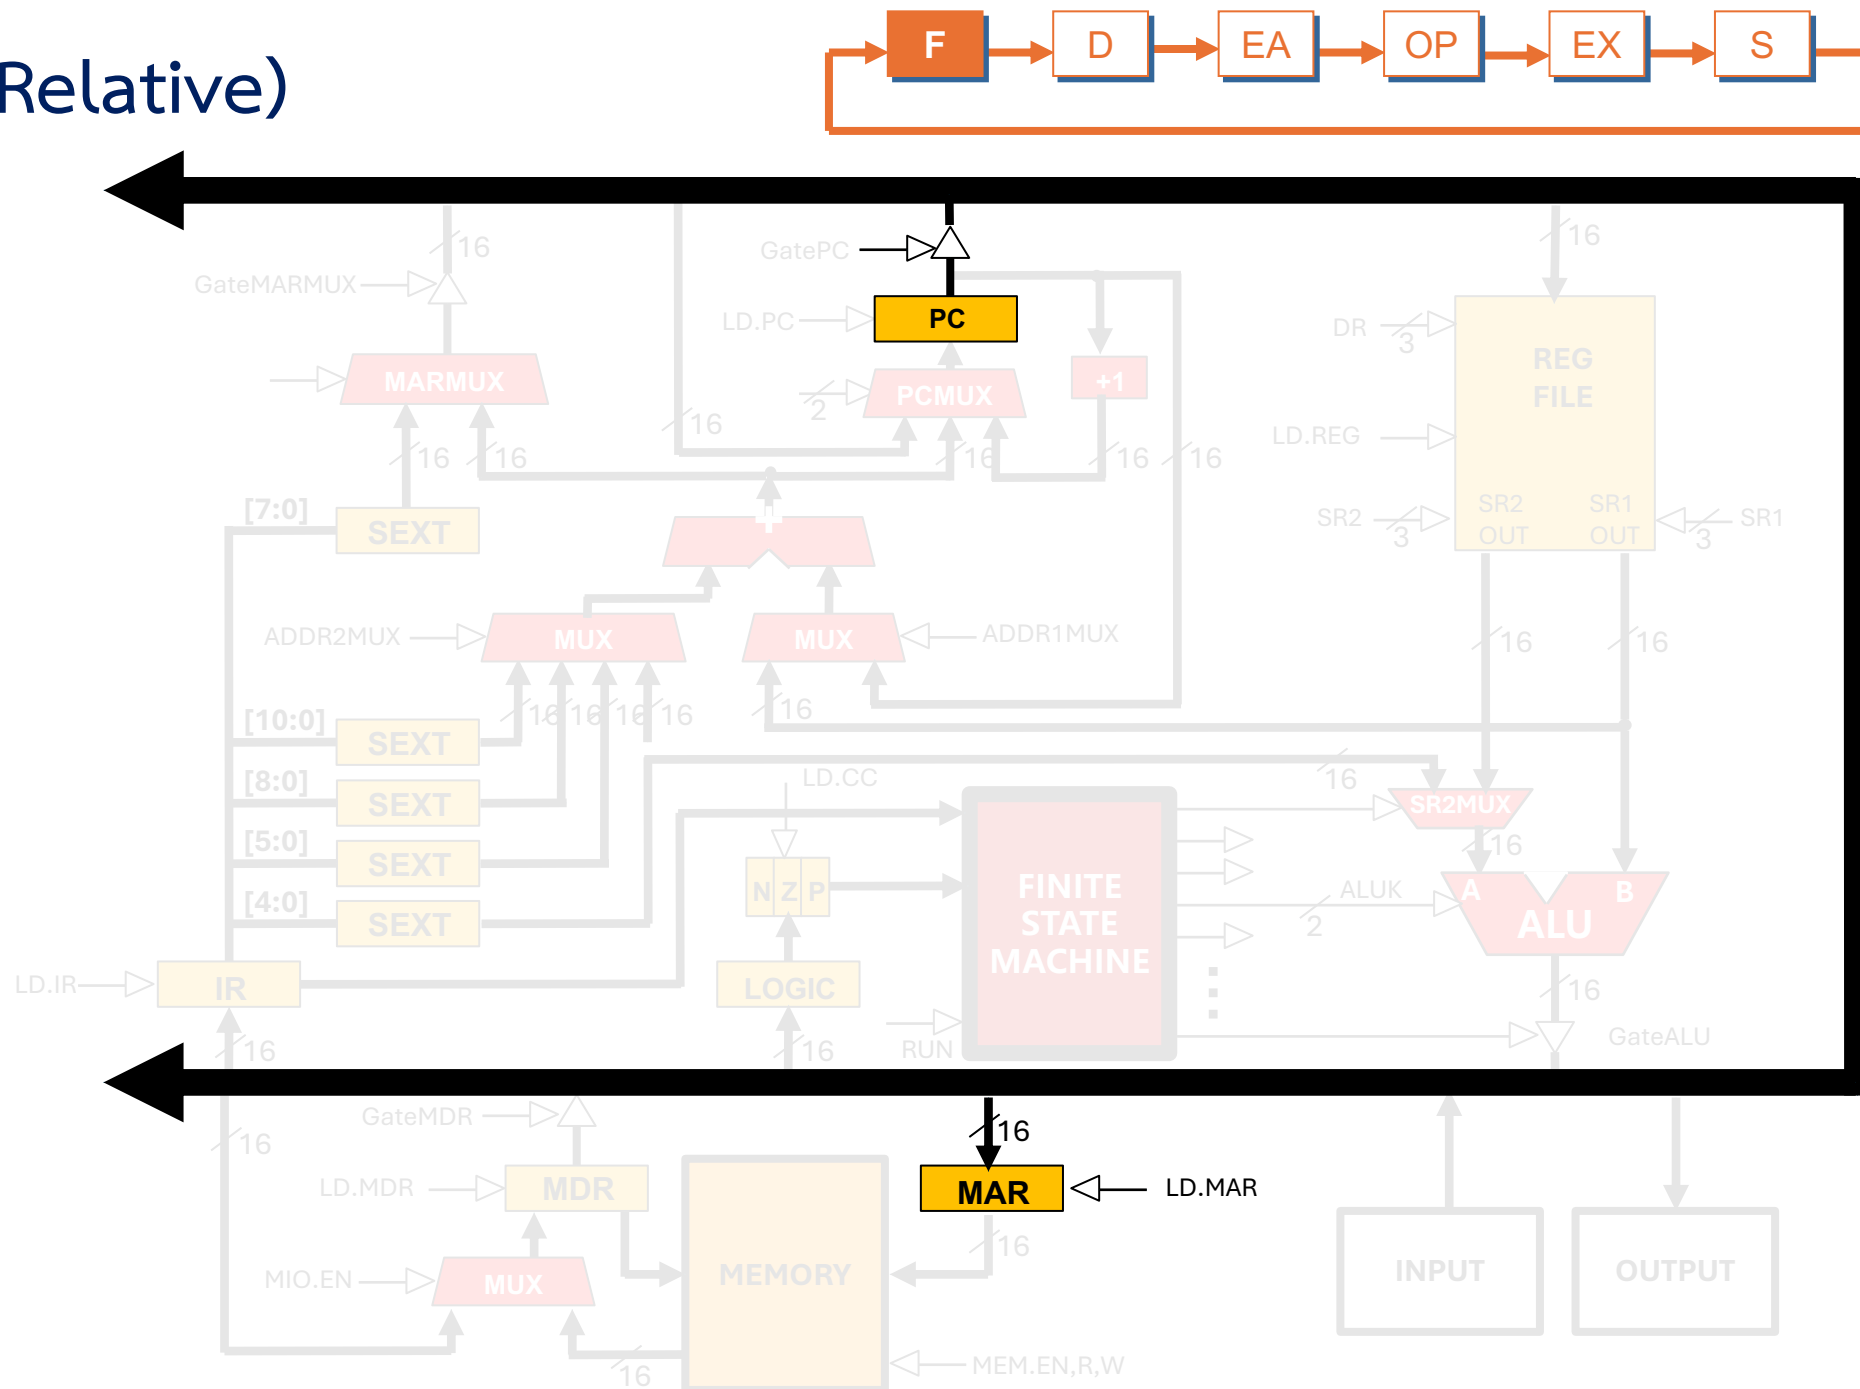 Relative)
F D EA OP EX S
16
GatePC
16
GateMARMUX
LD.PC
PC
DR
3
REG
FILE
MARMUX
2
PCMUX
+1
16
LD.REG
16
16
16
16
16
[7:0]
SEXT
+
SR2
3
SR2
OUT
SR1
OUT
3
SR1
ADDR2MUX
MUX
MUX
ADDR1MUX
16
16
[10:0]
SEXT
16
16
16
16
16
[8:0]
SEXT
LD.CC
16
SR2MUX
[5:0]
SEXT
16
N Z P
FINITE
STATE
MACHINE
ALUK
2
A
B
ALU
[4:0]
SEXT
LD.IR
IR
LOGIC
16
16
16
RUN
GateALU
GateMDR
16
16
LD.MDR
MDR
MAR
LD.MAR
16
MIO.EN
MUX
MEMORY
INPUT
OUTPUT
16
MEM.EN,R,W